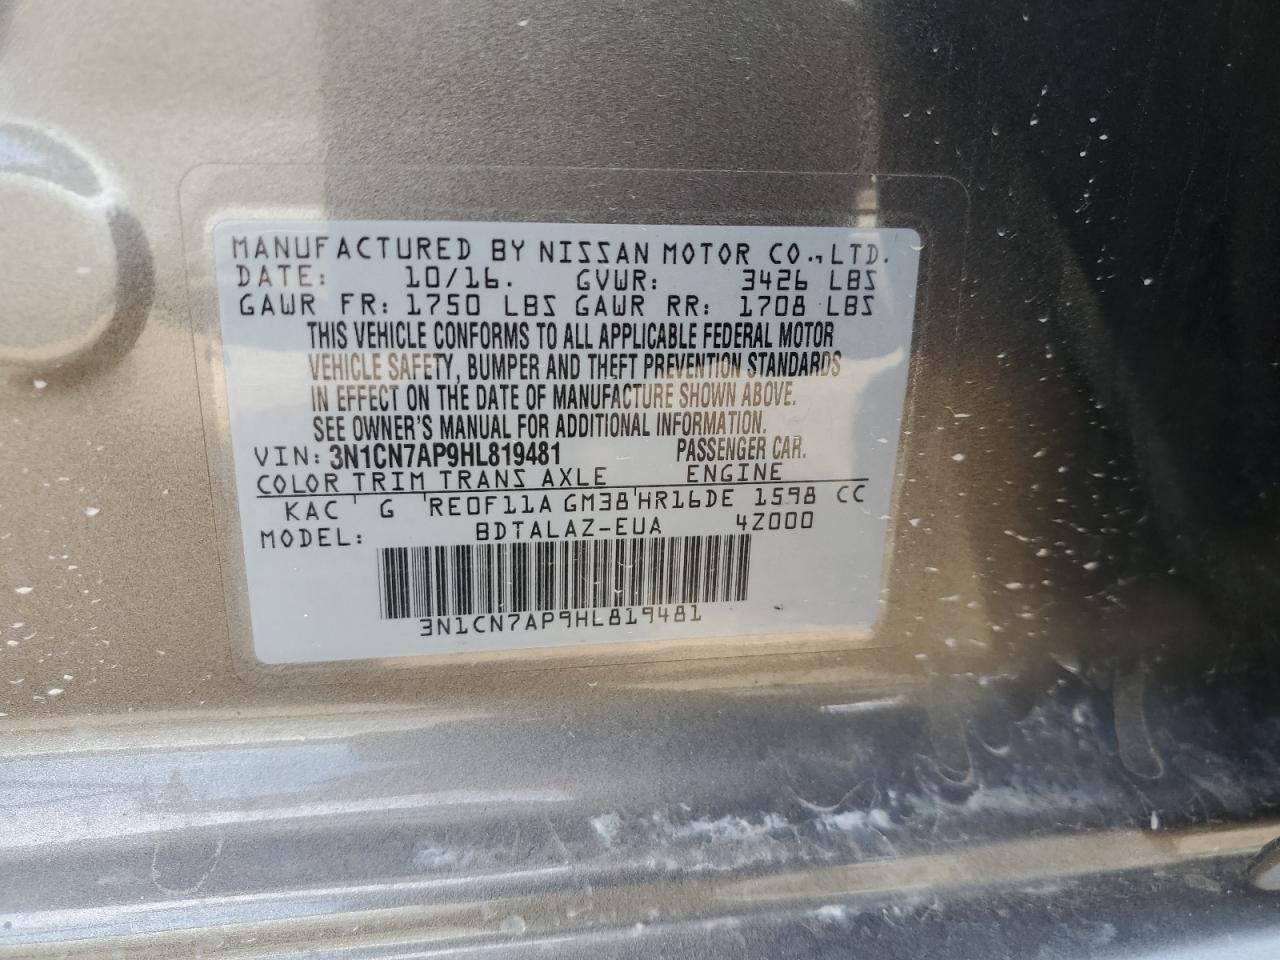 MANUFACTURED BY NISSAN MOTOR CO.,LTD.
DATE: 10/16. GVWR: 3426 LBS
GAWR FR: 1750 LBS GAWR RR: 1708 LBS
THIS VEHICLE CONFORMS TO ALL APPLICABLE FEDERAL MOTOR
VEHICLE SAFETY, BUMPER AND THEFT PREVENTION STANDARDS
IN EFFECT ON THE DATE OF MANUFACTURE SHOWN ABOVE.
SEE OWNER'S MANUAL FOR ADDITIONAL INFORMATION.
VIN: 3N1CN7AP9HL819481 PASSENGER CAR.
COLOR TRIM TRANS AXLE ENGINE
KAC G RE0F11A GM38 HR16DE 1598 CC
MODEL: BDTALAZ-EUA 4Z000
3N1CN7AP9HL819481